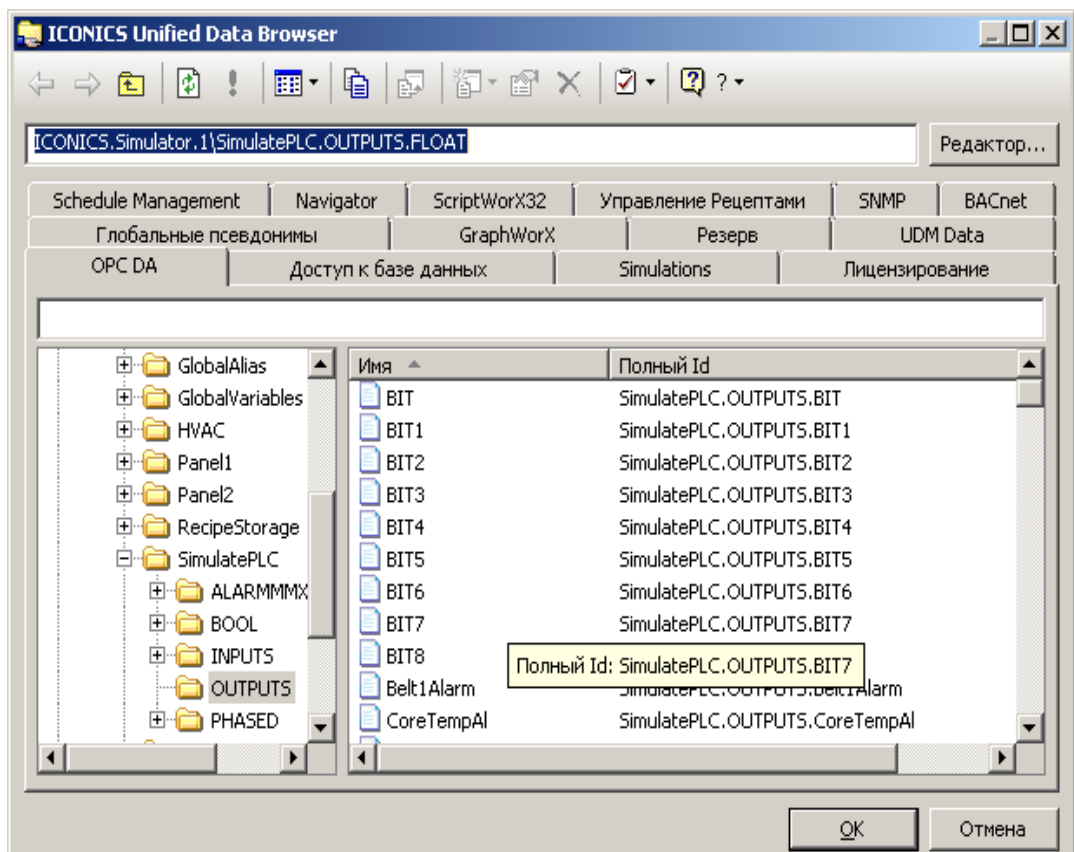 ICONICS Unified Data Browser
? 
ICONICS.Simulator.1\SimulatePLC.OUTPUTS.FLOAT
Редактор...
Schedule Management Navigator ScriptWorX32 Управление Рецептами SNMP BACnet
Глобальные псевдонимы GraphWorX Резерв UDM Data
OPC DA Доступ к базе данных Simulations Лицензирование
GlobalAlias
GlobalVariables
HVAC
Panel1
Panel2
RecipeStorage
SimulatePLC
ALARMMMX
BOOL
INPUTS
OUTPUTS
PHASED
Имя Полный Id
BIT SimulatePLC.OUTPUTS.BIT
BIT1 SimulatePLC.OUTPUTS.BIT1
BIT2 SimulatePLC.OUTPUTS.BIT2
BIT3 SimulatePLC.OUTPUTS.BIT3
BIT4 SimulatePLC.OUTPUTS.BIT4
BIT5 SimulatePLC.OUTPUTS.BIT5
BIT6 SimulatePLC.OUTPUTS.BIT6
BIT7 SimulatePLC.OUTPUTS.BIT7
BIT8
Полный Id: SimulatePLC.OUTPUTS.BIT7
Belt1Alarm SimulatePLC.OUTPUTS.Belt1Alarm
CoreTempAl SimulatePLC.OUTPUTS.CoreTempAl
OK Отмена